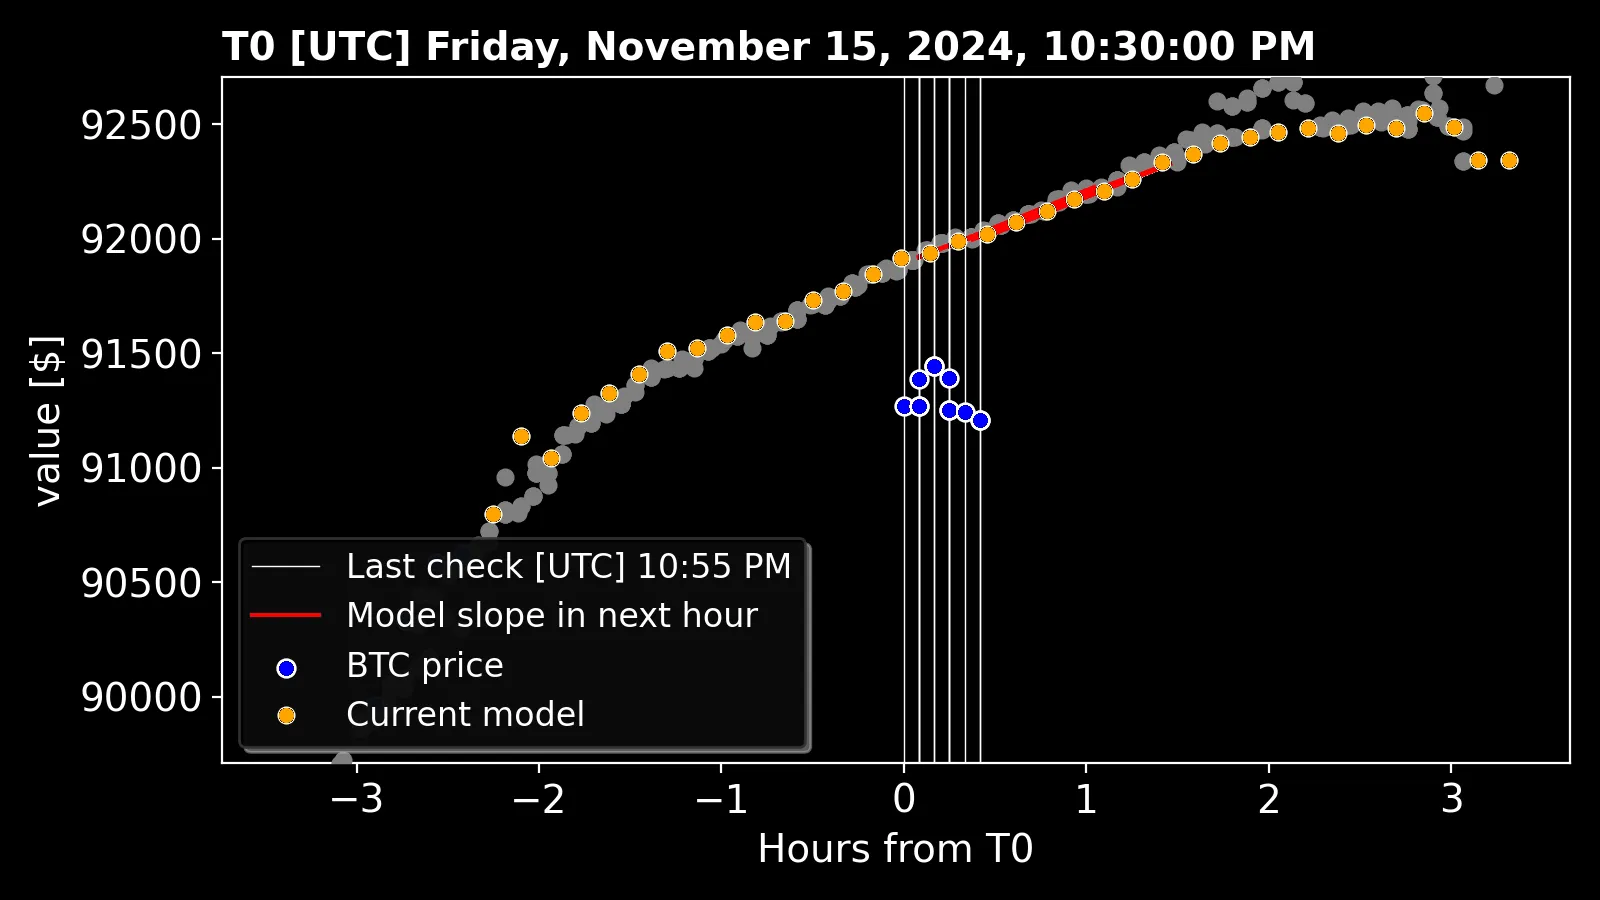 T0 [UTC] Friday, November 15, 2024, 10:30:00 PM
value [$]
92500
92000
91500
91000
90500
90000
Last check [UTC] 10:55 PM
Model slope in next hour
BTC price
Current model
−3 −2 −1 0 1 2 3
Hours from T0